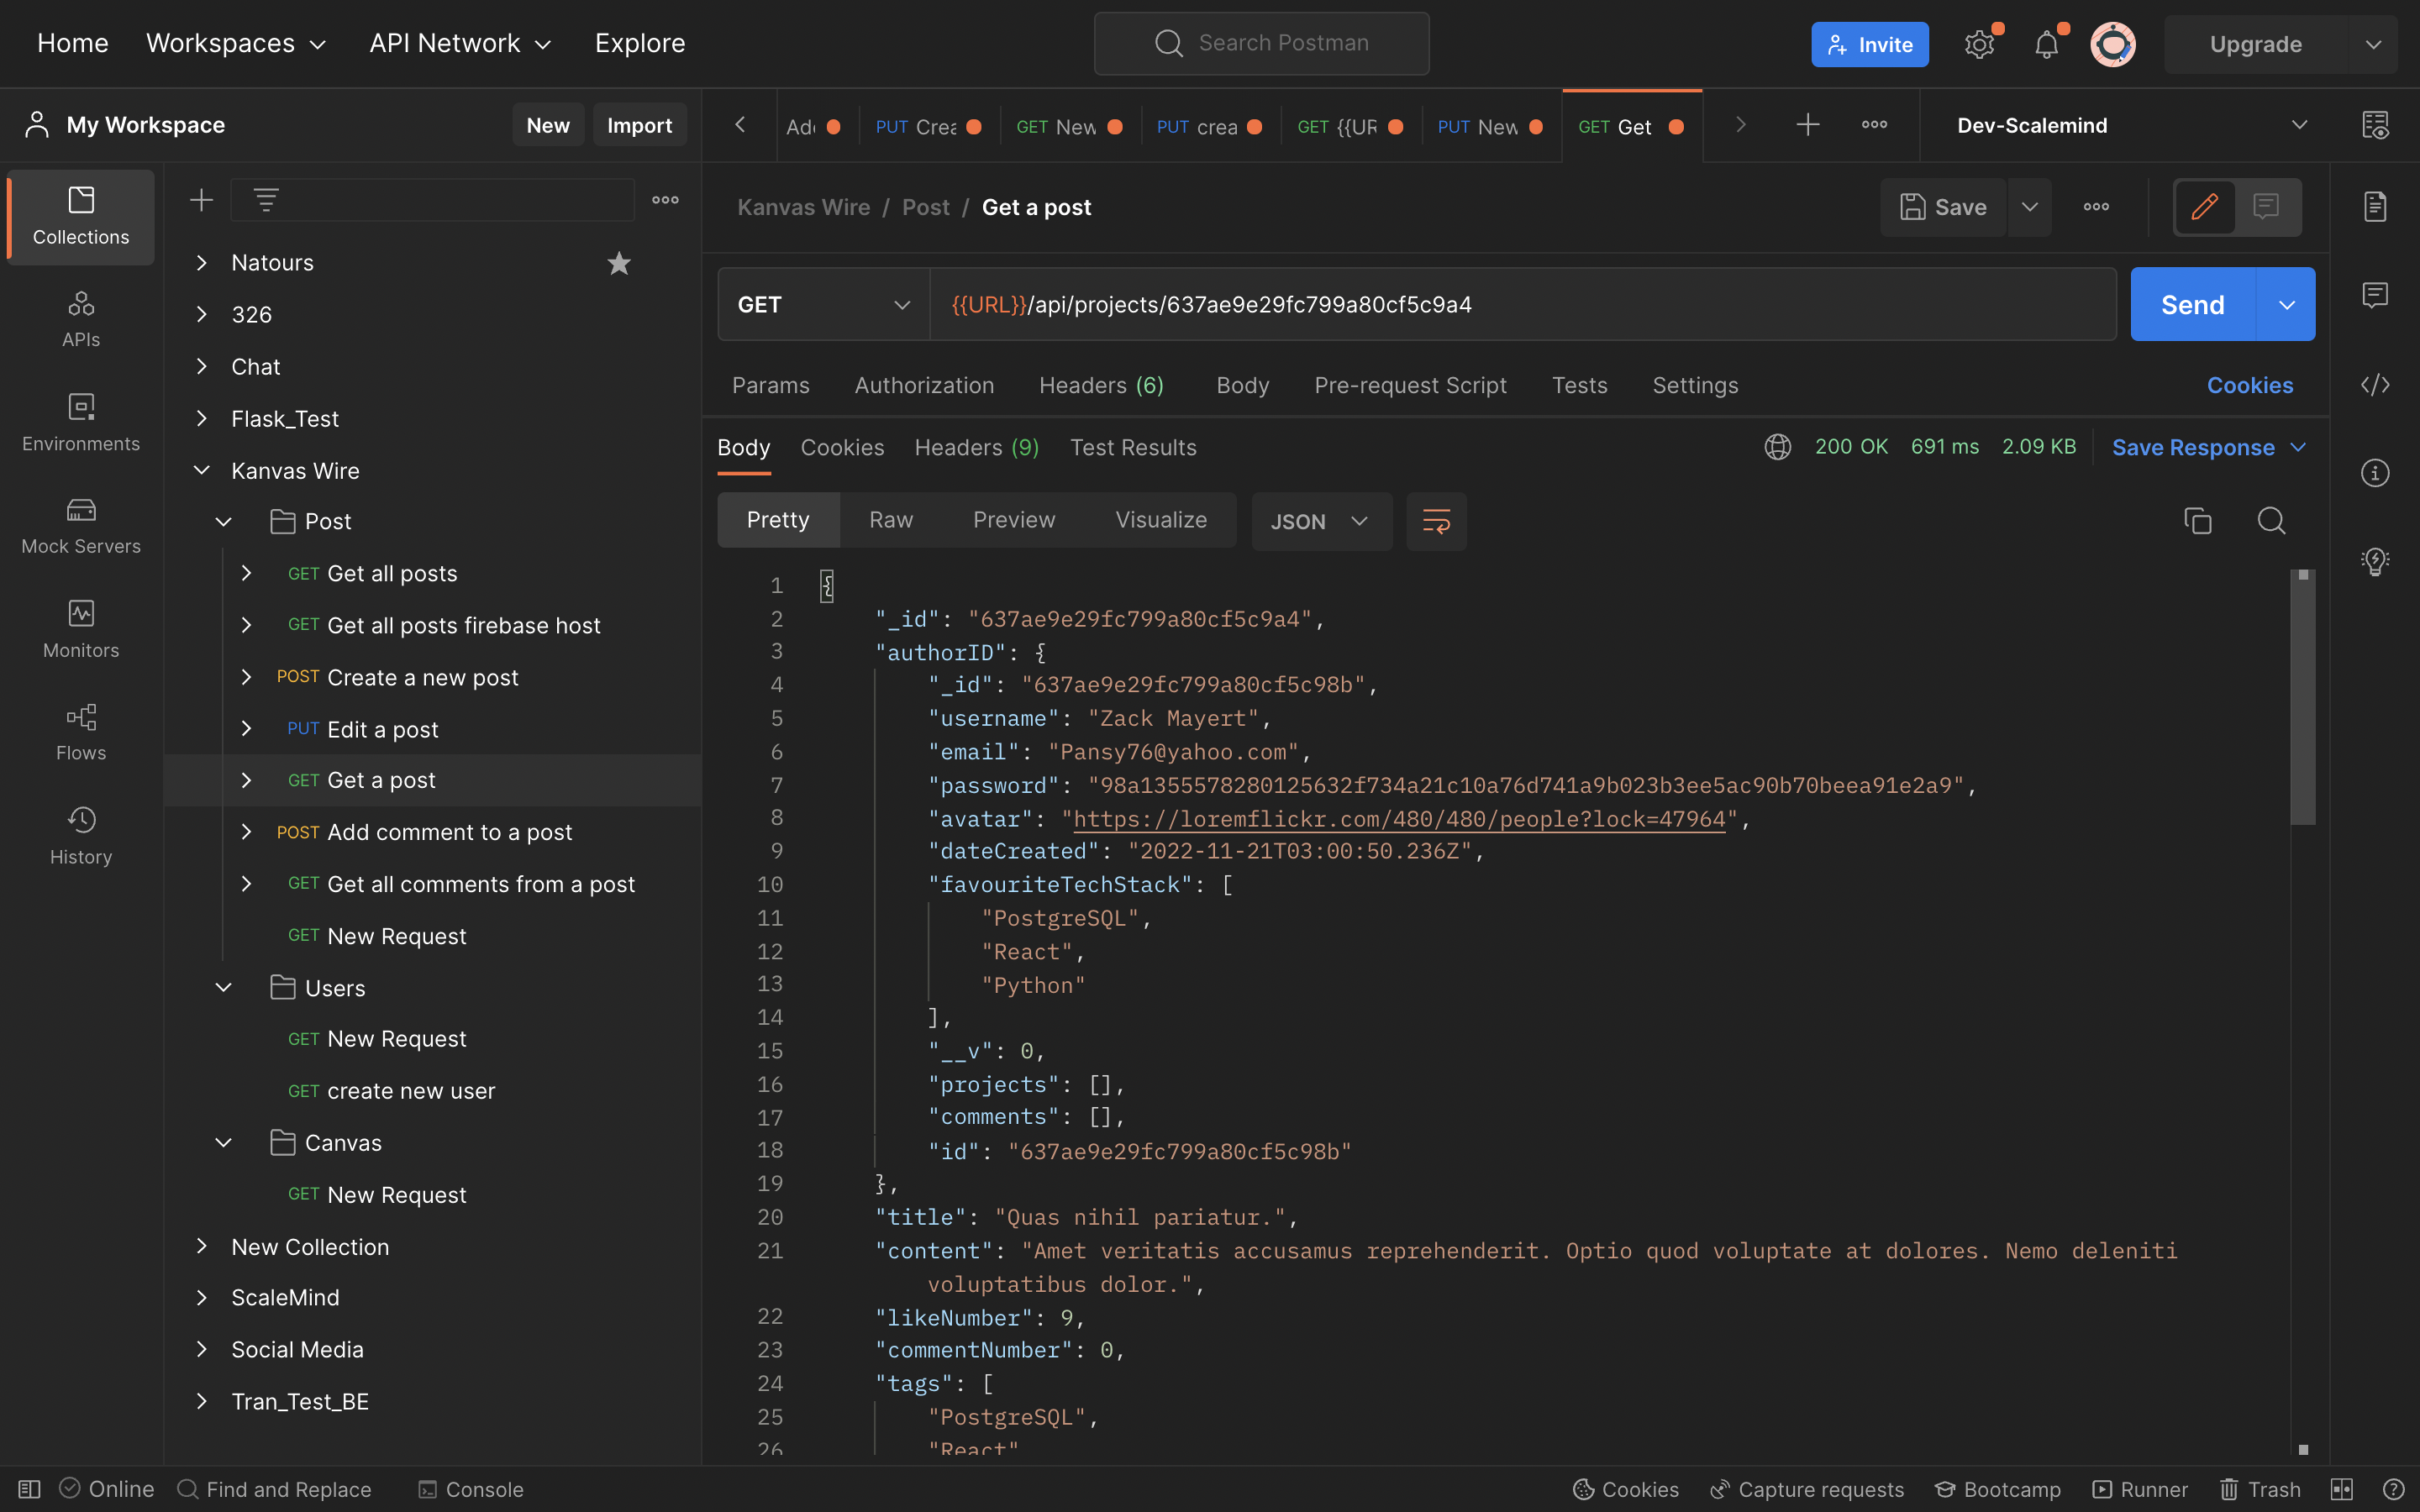 Home Workspaces API Network Explore Search Postman Invite Upgrade
My Workspace New Import
Ad PUT Crea GET New PUT crea GET {{UR PUT New GET Get Dev-Scalemind
Collections
APIs
Environments
Mock Servers
Monitors
Flows
History
Natours
326
Chat
Flask_Test
Kanvas Wire
Post
GET Get all posts
GET Get all posts firebase host
POST Create a new post
PUT Edit a post
GET Get a post
POST Add comment to a post
GET Get all comments from a post
GET New Request
Users
GET New Request
GET create new user
Canvas
GET New Request
New Collection
ScaleMind
Social Media
Tran_Test_BE
Kanvas Wire / Post / Get a post Save
GET {{URL}}/api/projects/637ae9e29fc799a80cf5c9a4 Send
Params Authorization Headers (6) Body Pre-request Script Tests Settings Cookies
Body Cookies Headers (9) Test Results 200 OK 691 ms 2.09 KB Save Response
Pretty Raw Preview Visualize JSON
1 {
2 "_id": "637ae9e29fc799a80cf5c9a4",
3 "authorID": {
4 "_id": "637ae9e29fc799a80cf5c98b",
5 "username": "Zack Mayert",
6 "email": "Pansy76@yahoo.com",
7 "password": "98a1355578280125632f734a21c10a76d741a9b023b3ee5ac90b70beea91e2a9",
8 "avatar": "https://loremflickr.com/480/480/people?lock=47964",
9 "dateCreated": "2022-11-21T03:00:50.236Z",
10 "favouriteTechStack": [
11 "PostgreSQL",
12 "React",
13 "Python"
14 ],
15 "__v": 0,
16 "projects": [],
17 "comments": [],
18 "id": "637ae9e29fc799a80cf5c98b"
19 },
20 "title": "Quas nihil pariatur.",
21 "content": "Amet veritatis accusamus reprehenderit. Optio quod voluptate at dolores. Nemo deleniti
voluptatibus dolor.",
22 "likeNumber": 9,
23 "commentNumber": 0,
24 "tags": [
25 "PostgreSQL",
26 "React"
Online Find and Replace Console Cookies Capture requests Bootcamp Runner Trash